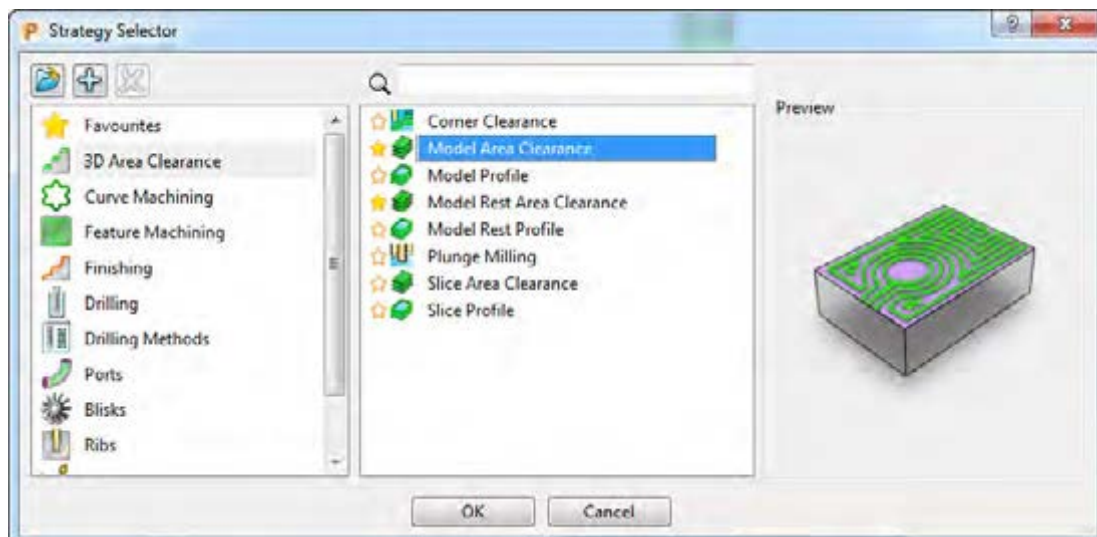 Strategy Selector
Favourites
3D Area Clearance
Curve Machining
Feature Machining
Finishing
Drilling
Drilling Methods
Ports
Blisks
Ribs
Corner Clearance
Model Area Clearance
Model Profile
Model Rest Area Clearance
Model Rest Profile
Plunge Milling
Slice Area Clearance
Slice Profile
Preview
OK
Cancel